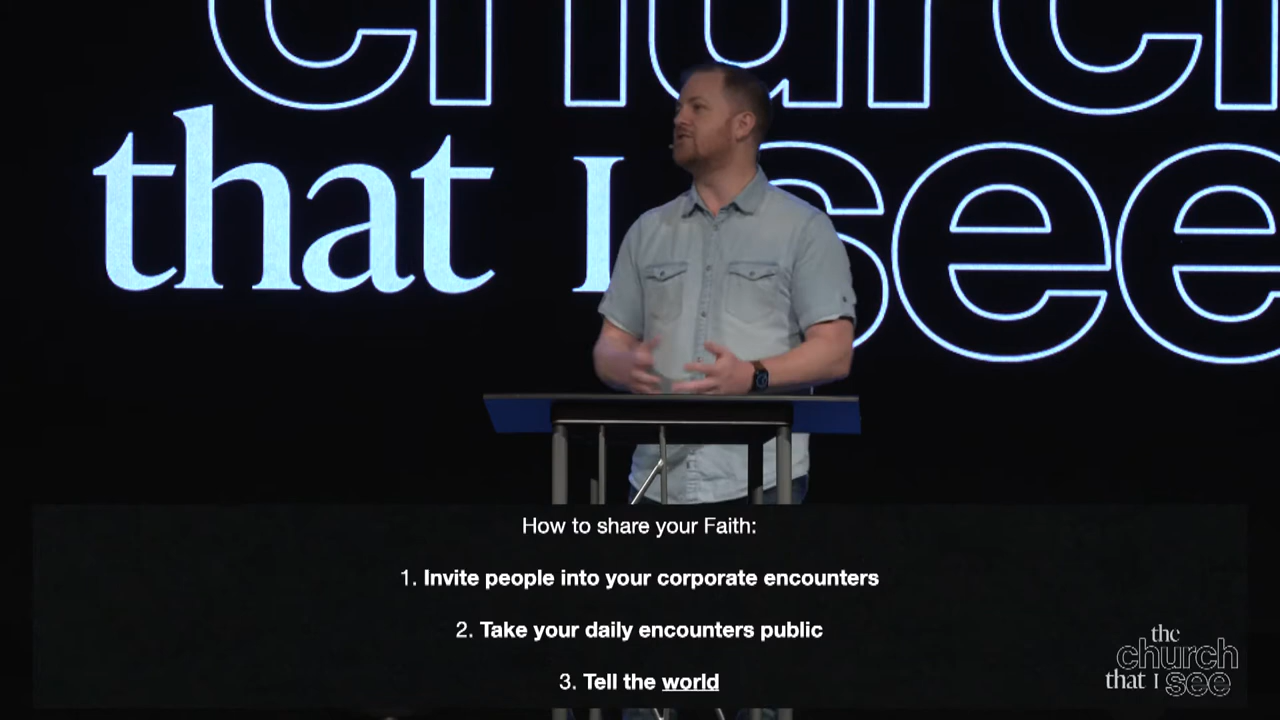 church
that I see
How to share your Faith:
1. Invite people into your corporate encounters
2. Take your daily encounters public
3. Tell the world
the
church
that I see